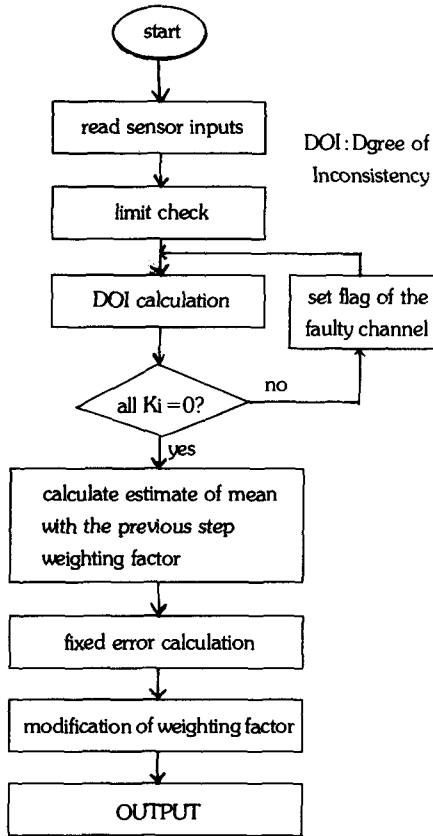 start
read sensor inputs
DOI : Dgree of
Inconsistency
limit check
DOI calculation
set flag of the
faulty channel
all Ki = 0?
no
yes
calculate estimate of mean
with the previous step
weighting factor
fixed error calculation
modification of weighting factor
OUTPUT